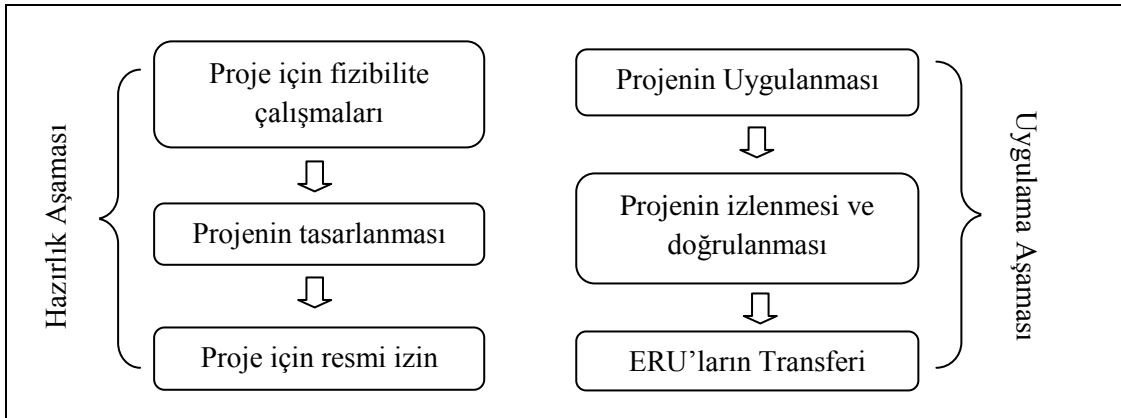 Hazırlık Aşaması
Proje için fizibilite
çalışmaları
Projenin tasarlanması
Proje için resmi izin
Projenin Uygulanması
Projenin izlenmesi ve
doğrulanması
ERU’ların Transferi
Uygulama Aşaması